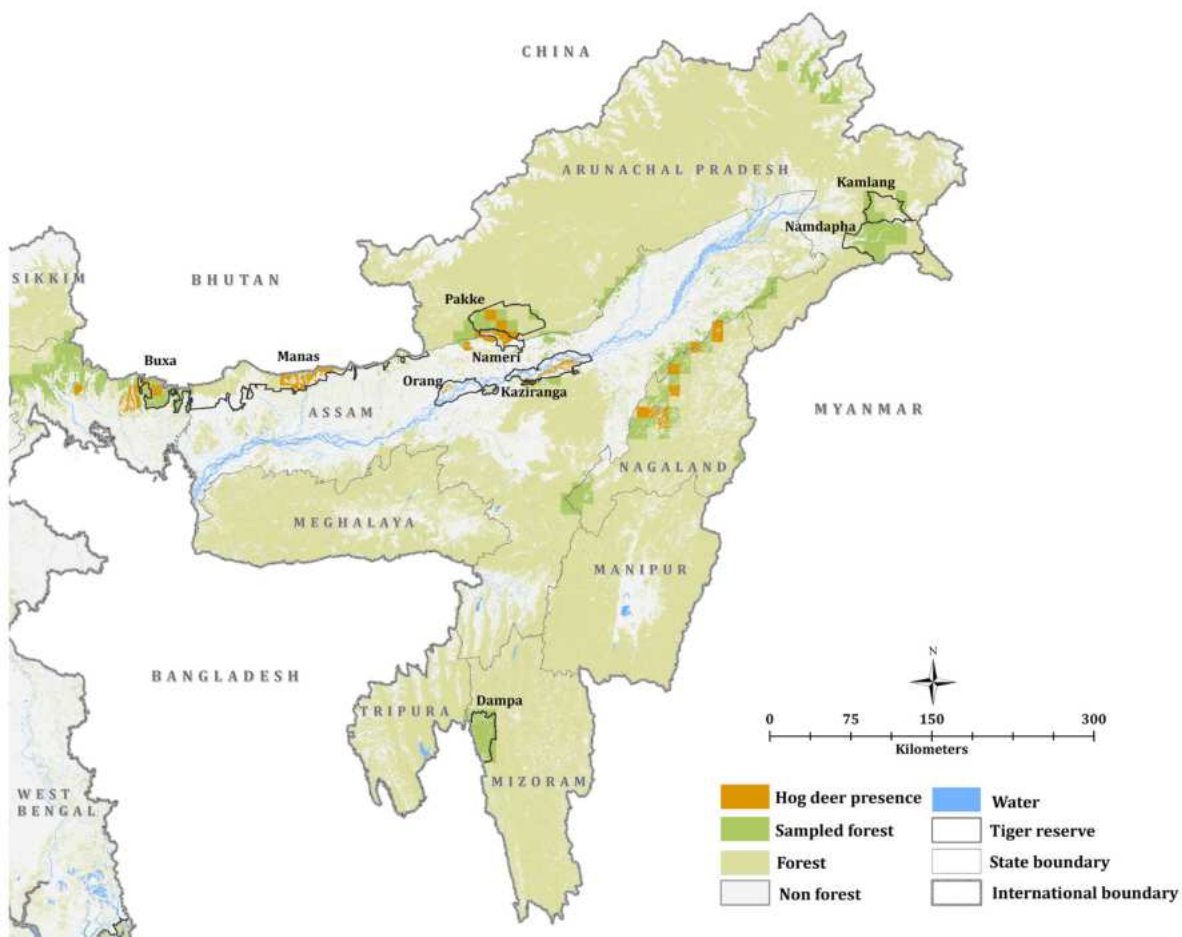 CHINA
ARUNACHAL PRADESH
Kamlang
Namdapha
SIKKIM
BHUTAN
Pakke
Buxa
Manas
Nameri
Orang
Kaziranga
ASSAM
MYANMAR
NAGALAND
MEGHALAYA
MANIPUR
BANGLADESH
N
Dampa
TRIPURA
0 75 150 300
Kilometers
MIZORAM
WEST
BENGAL
Hog deer presence
Water
Sampled forest
Tiger reserve
Forest
State boundary
Non forest
International boundary